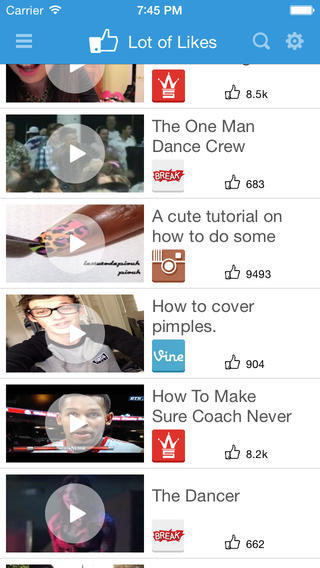 Carrier 7:45 PM
Lot of Likes
8.5k
The One Man
Dance Crew
BREAK
683
A cute tutorial on
how to do some
9493
How to cover
pimples.
vine
904
How To Make
Sure Coach Never
8.2k
The Dancer
BREAK
662